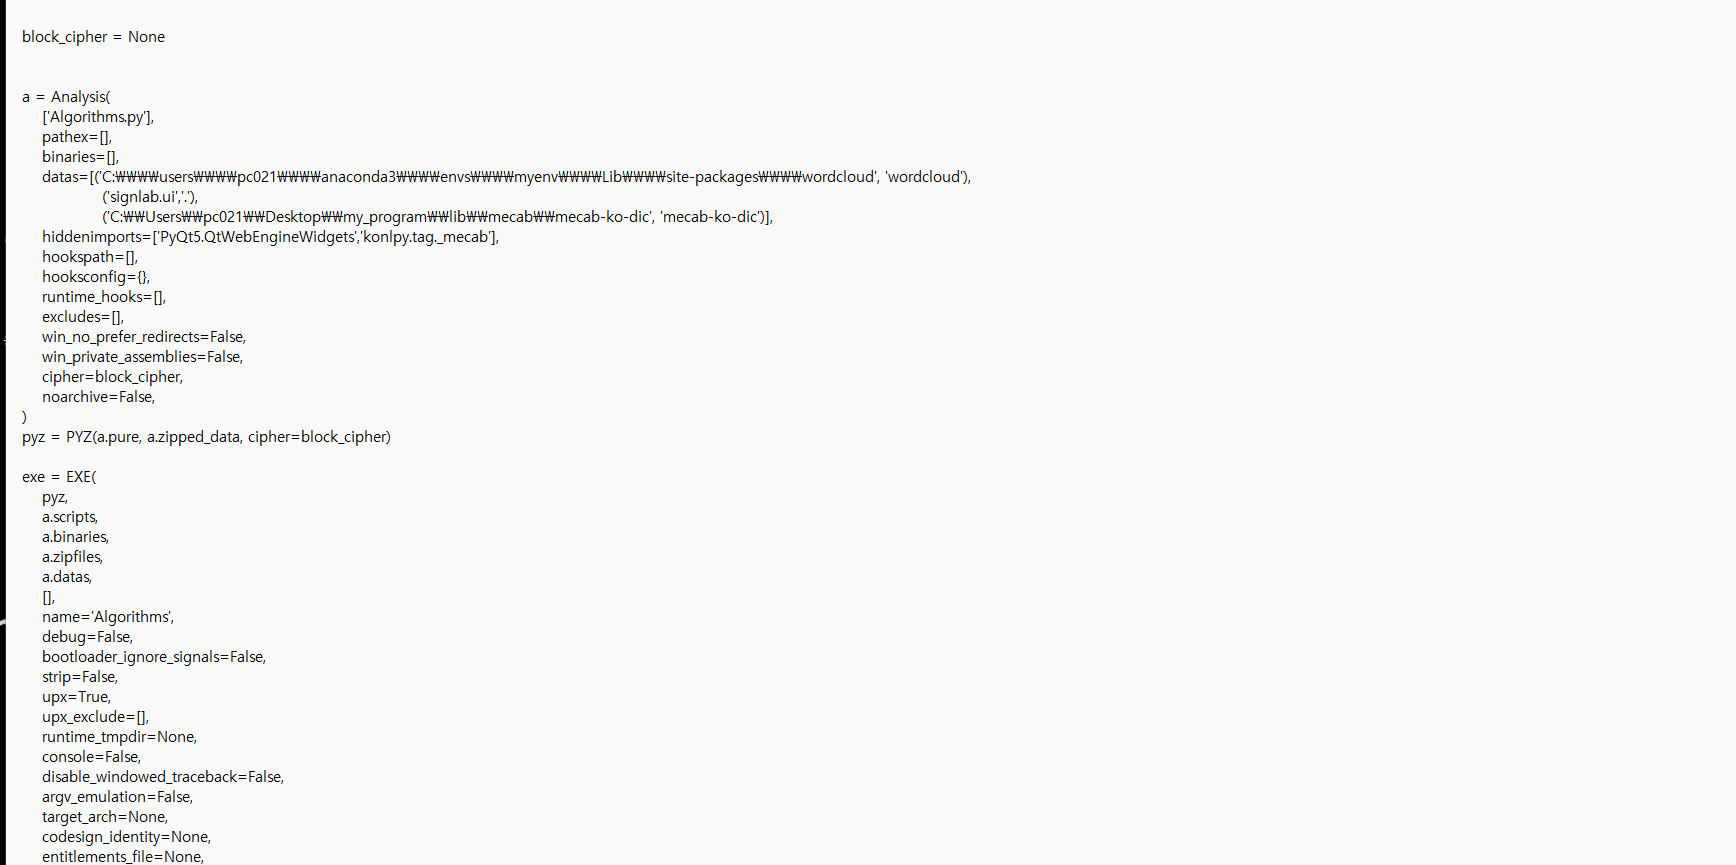 block_cipher = None
a = Analysis(
['Algorithms.py'],
pathex=[],
binaries=[],
datas=[('C:₩₩₩₩users₩₩₩₩pc021₩₩₩₩anaconda3₩₩₩₩envs₩₩₩₩myenv₩₩₩₩Lib₩₩₩₩site-packages₩₩₩₩wordcloud', 'wordcloud'),
('signlab.ui','.'),
('C:₩₩Users₩₩pc021₩₩Desktop₩₩my_program₩₩lib₩₩mecab₩₩mecab-ko-dic', 'mecab-ko-dic')],
hiddenimports=['PyQt5.QtWebEngineWidgets','konlpy.tag._mecab'],
hookspath=[],
hooksconfig={},
runtime_hooks=[],
excludes=[],
win_no_prefer_redirects=False,
win_private_assemblies=False,
cipher=block_cipher,
noarchive=False,
)
pyz = PYZ(a.pure, a.zipped_data, cipher=block_cipher)
exe = EXE(
pyz,
a.scripts,
a.binaries,
a.zipfiles,
a.datas,
[],
name='Algorithms',
debug=False,
bootloader_ignore_signals=False,
strip=False,
upx=True,
upx_exclude=[],
runtime_tmpdir=None,
console=False,
disable_windowed_traceback=False,
argv_emulation=False,
target_arch=None,
codesign_identity=None,
entitlements_file=None,